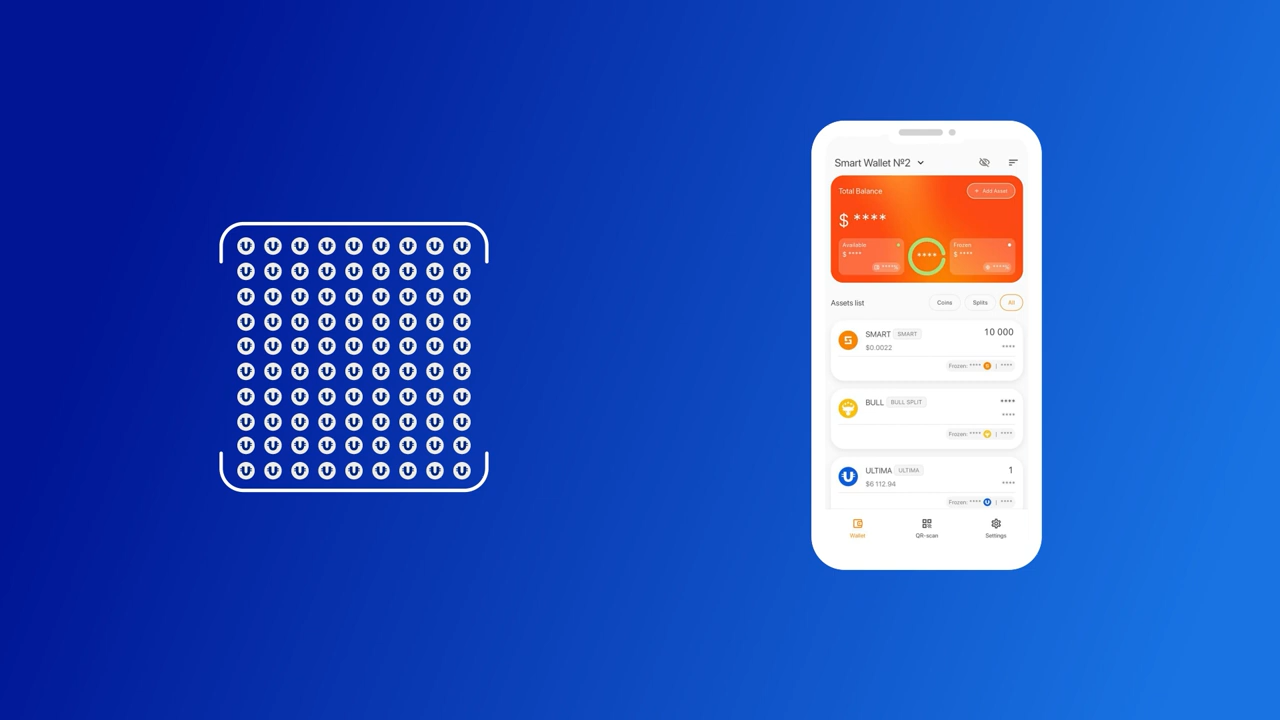 Smart Wallet №2
Total Balance
+ Add Asset
$ ****
Available
$ ****
****%
****
Frozen
$ ****
****%
Assets list
Coins
Splits
All
SMART SMART
10 000
$0.0022
****
Frozen: **** | ****
BULL BULL SPLIT
****
****
Frozen: **** | ****
ULTIMA ULTIMA
1
$6 112.94
****
Frozen: **** | ****
Wallet
QR-scan
Settings